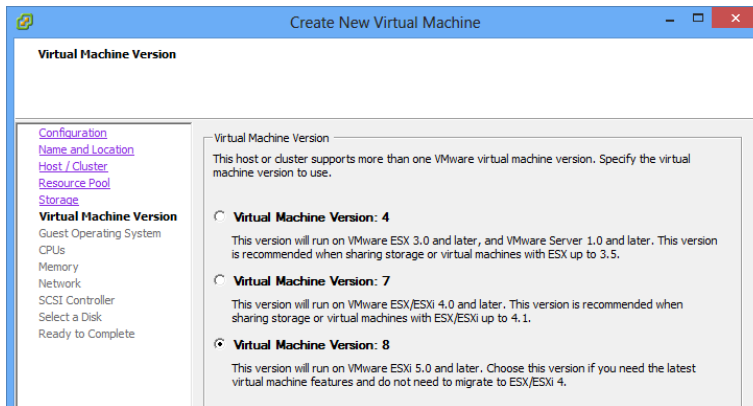 Create New Virtual Machine
Virtual Machine Version
Configuration
Name and Location
Host / Cluster
Resource Pool
Storage
Virtual Machine Version
Guest Operating System
CPUs
Memory
Network
SCSI Controller
Select a Disk
Ready to Complete
Virtual Machine Version
This host or cluster supports more than one VMware virtual machine version. Specify the virtual
machine version to use.
Virtual Machine Version: 4
This version will run on VMware ESX 3.0 and later, and VMware Server 1.0 and later. This version
is recommended when sharing storage or virtual machines with ESX up to 3.5.
Virtual Machine Version: 7
This version will run on VMware ESX/ESXi 4.0 and later. This version is recommended when
sharing storage or virtual machines with ESX/ESXi up to 4.1.
Virtual Machine Version: 8
This version will run on VMware ESXi 5.0 and later. Choose this version if you need the latest
virtual machine features and do not need to migrate to ESX/ESXi 4.